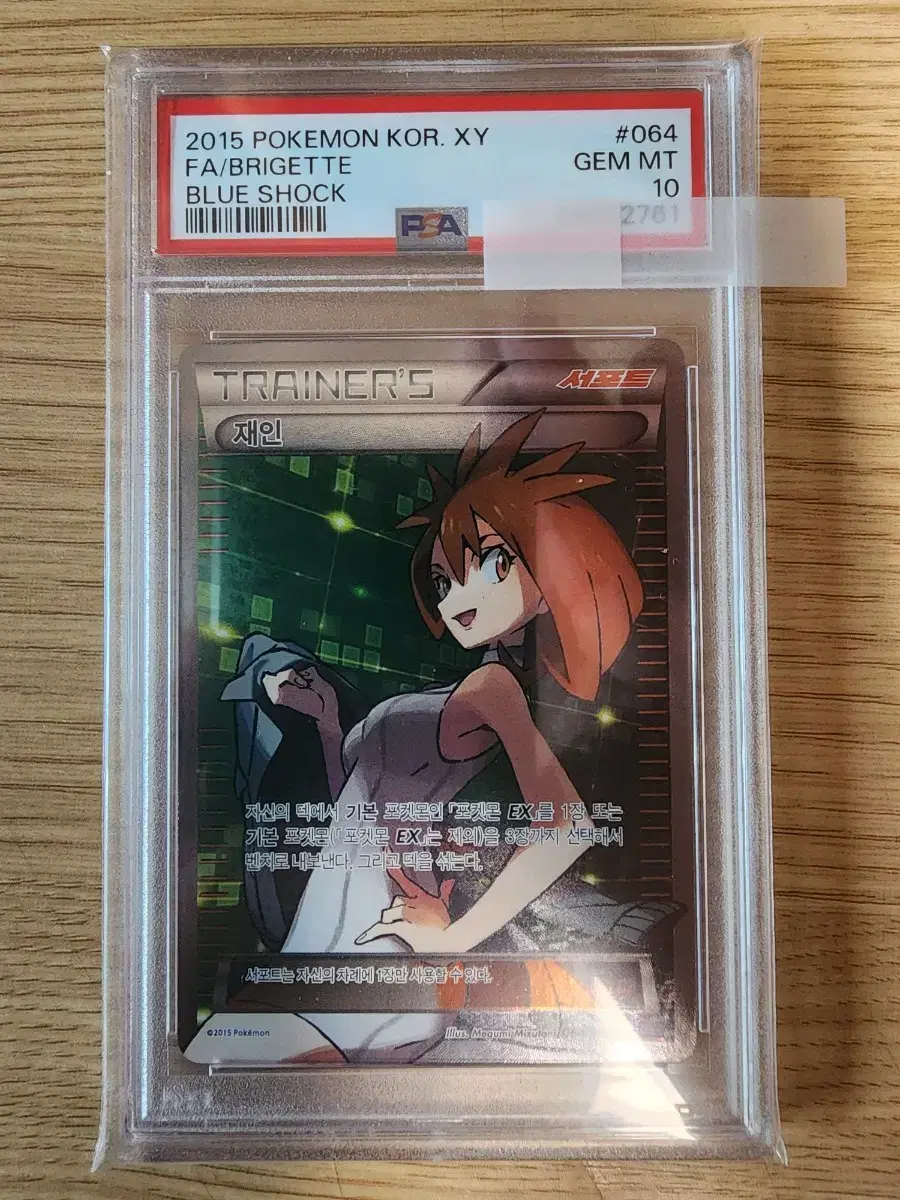 2015 POKEMON KOR. XY #064
FA/BRIGETTE GEM MT
BLUE SHOCK 10
PSA 2761
TRAINER'S 서포트
재인
자신의 덱에서 기본 포켓몬인 「포켓몬 EX」를 1장 또는
기본 포켓몬(「포켓몬 EX」는 제외)을 3장까지 선택해서
벤치로 내보낸다. 그리고 덱을 섞는다.
서포트는 자신의 차례에 1장만 사용할 수 있다.
©2015 Pokémon Illus. Megumi Mizutani